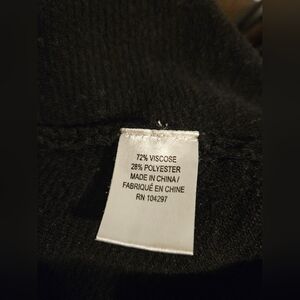 72% VISCOSE
28% POLYESTER
MADE IN CHINA /
FABRIQUÉ EN CHINE
RN 104297